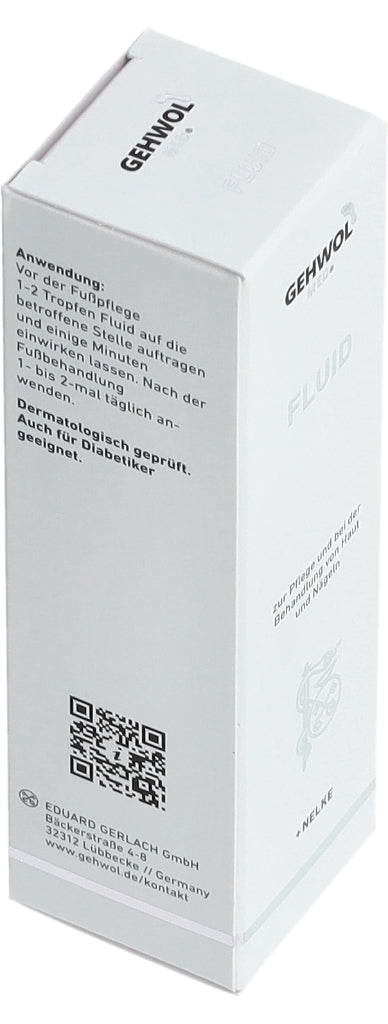 GEHWOL
MED®
FLUID
Anwendung:
Vor der Fußpflege
1-2 Tropfen Fluid auf die
betroffene Stelle auftragen
und einige Minuten
einwirken lassen. Nach der
Fußbehandlung
1- bis 2-mal täglich an-
wenden.
Dermatologisch geprüft.
Auch für Diabetiker
geeignet.
EDUARD GERLACH GmbH
Bäckerstraße 4-8
32312 Lübbecke // Germany
www.gehwol.de/kontakt
GEHWOL
MED®
FLUID
zur Pflege und bei der
Behandlung von Haut
und Nägeln
+NELKE